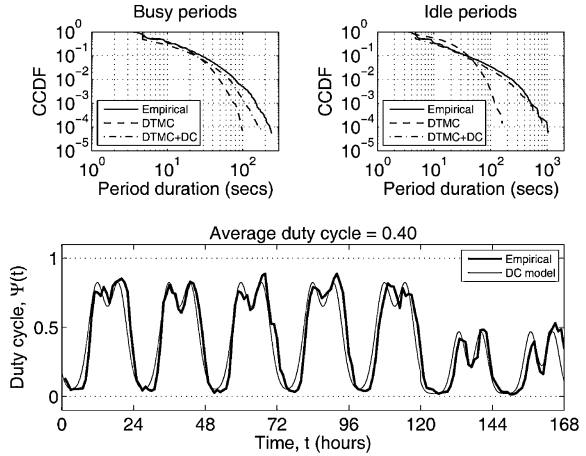 Busy periods
CCDF
10^0
10^-1
10^-2
10^-3
10^-4
10^-5
Empirical
DTMC
DTMC+DC
10^0
10^1
10^2
Period duration (secs)
Idle periods
CCDF
10^0
10^-1
10^-2
10^-3
10^-4
10^-5
Empirical
DTMC
DTMC+DC
10^0
10^1
10^2
10^3
Period duration (secs)
Average duty cycle = 0.40
Duty cycle, Ψ(t)
1
0.5
0
Empirical
DC model
0
24
48
72
96
120
144
168
Time, t (hours)